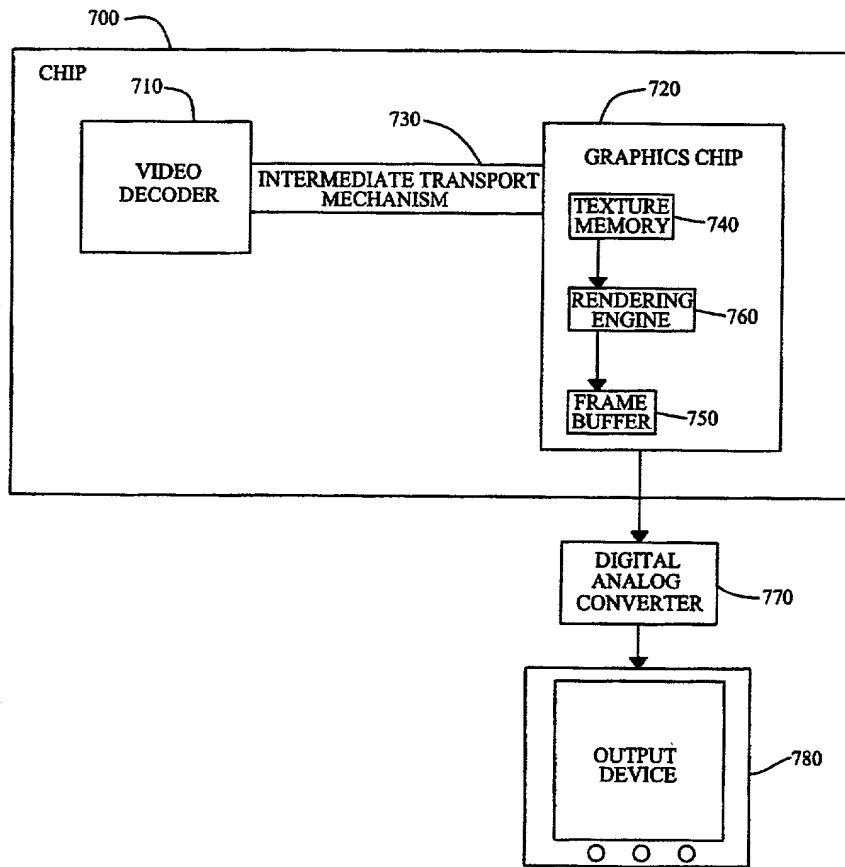 700
CHIP
710
VIDEO
DECODER
730
INTERMEDIATE TRANSPORT
MECHANISM
720
GRAPHICS CHIP
TEXTURE
MEMORY
740
RENDERING
ENGINE
760
FRAME
BUFFER
750
DIGITAL
ANALOG
CONVERTER
770
OUTPUT
DEVICE
780